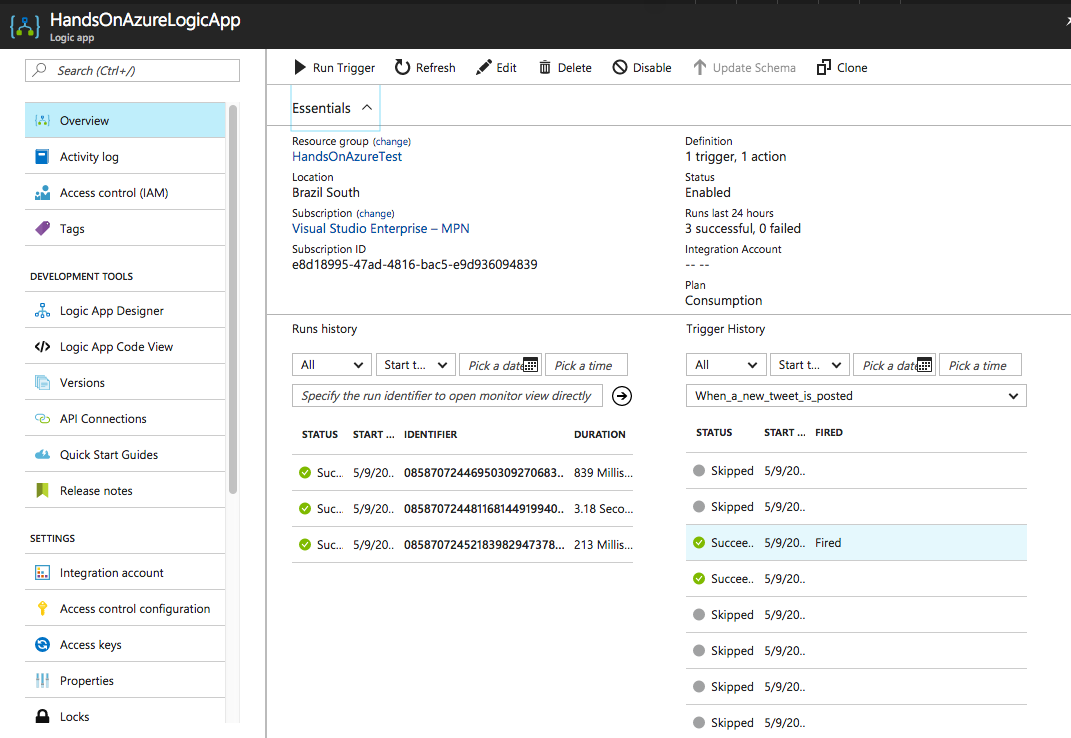 HandsOnAzureLogicApp
Logic app
Search (Ctrl+/)
Overview
Activity log
Access control (IAM)
Tags
DEVELOPMENT TOOLS
Logic App Designer
Logic App Code View
Versions
API Connections
Quick Start Guides
Release notes
SETTINGS
Integration account
Access control configuration
Access keys
Properties
Locks
Run Trigger Refresh Edit Delete Disable Update Schema Clone
Essentials
Resource group (change)
HandsOnAzureTest
Location
Brazil South
Subscription (change)
Visual Studio Enterprise – MPN
Subscription ID
e8d18995-47ad-4816-bac5-e9d936094839
Definition
1 trigger, 1 action
Status
Enabled
Runs last 24 hours
3 successful, 0 failed
Integration Account
-- --
Plan
Consumption
Runs history
All Start t... Pick a date Pick a time
Specify the run identifier to open monitor view directly
STATUS START ... IDENTIFIER DURATION
Suc... 5/9/20.. 08587072446950309270683.. 839 Millis...
Suc... 5/9/20.. 08587072448116814491994​0.. 3.18 Seco...
Suc... 5/9/20.. 08587072452183982947378... 213 Millis...
Trigger History
All Start t... Pick a date Pick a time
When_a_new_tweet_is_posted
STATUS START ... FIRED
Skipped 5/9/20..
Skipped 5/9/20..
Succee.. 5/9/20.. Fired
Succee.. 5/9/20..
Skipped 5/9/20..
Skipped 5/9/20..
Skipped 5/9/20..
Skipped 5/9/20..